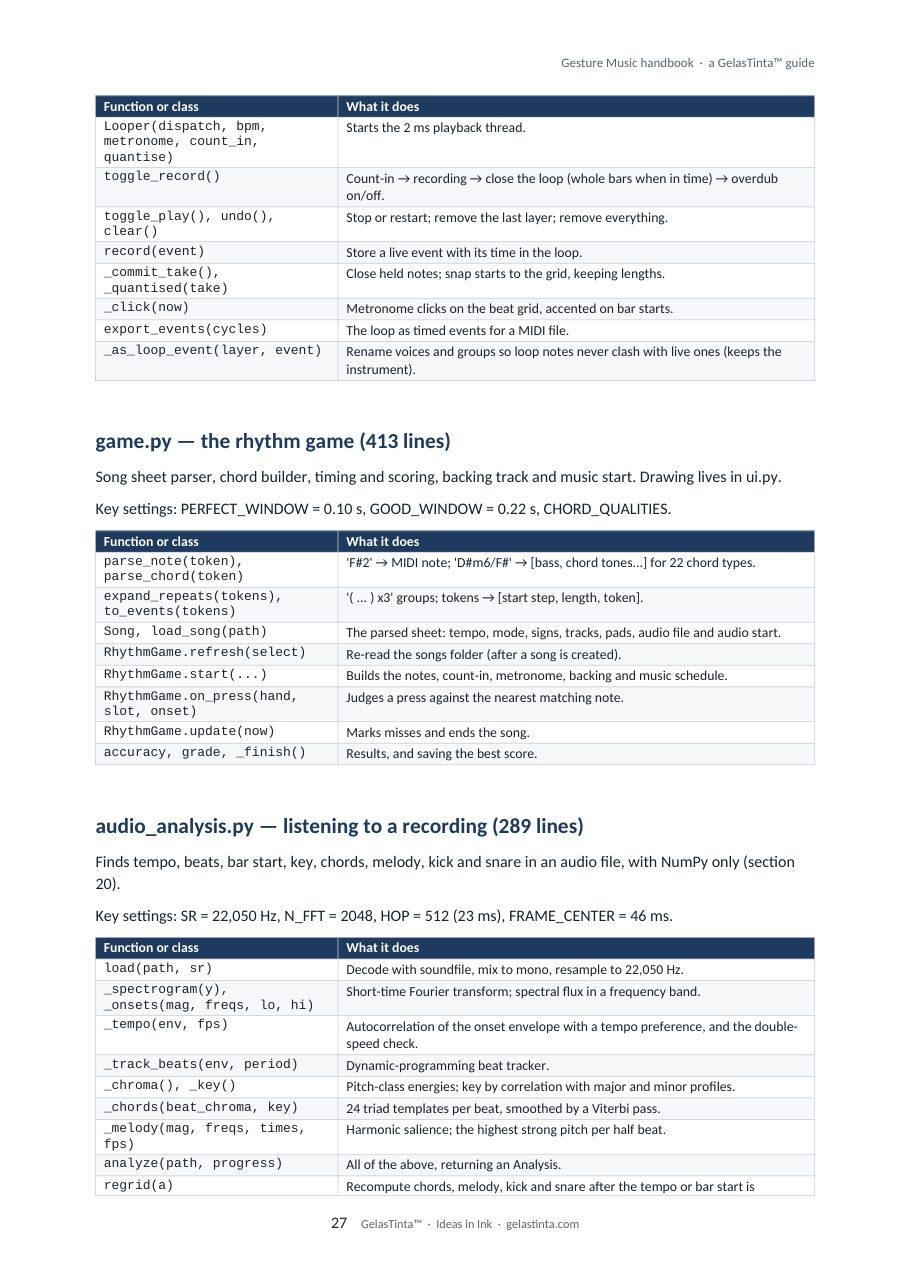 Gesture Music handbook · a GelasTinta™ guide
Function or class What it does
Looper(dispatch, bpm, Starts the 2 ms playback thread.
metronome, count_in,
quantise)
toggle_record() Count-in → recording → close the loop (whole bars when in time) → overdub
on/off.
toggle_play(), undo(), Stop or restart; remove the last layer; remove everything.
clear()
record(event) Store a live event with its time in the loop.
_commit_take(), Close held notes; snap starts to the grid, keeping lengths.
_quantised(take)
_click(now) Metronome clicks on the beat grid, accented on bar starts.
export_events(cycles) The loop as timed events for a MIDI file.
_as_loop_event(layer, event) Rename voices and groups so loop notes never clash with live ones (keeps the
instrument).
game.py — the rhythm game (413 lines)
Song sheet parser, chord builder, timing and scoring, backing track and music start. Drawing lives in ui.py.
Key settings: PERFECT_WINDOW = 0.10 s, GOOD_WINDOW = 0.22 s, CHORD_QUALITIES.
Function or class What it does
parse_note(token), 'F#2' → MIDI note; 'D#m6/F#' → [bass, chord tones...] for 22 chord types.
parse_chord(token)
expand_repeats(tokens), '( ... ) x3' groups; tokens → [start step, length, token].
to_events(tokens)
Song, load_song(path) The parsed sheet: tempo, mode, signs, tracks, pads, audio file and audio start.
RhythmGame.refresh(select) Re-read the songs folder (after a song is created).
RhythmGame.start(...) Builds the notes, count-in, metronome, backing and music schedule.
RhythmGame.on_press(hand, Judges a press against the nearest matching note.
slot, onset)
RhythmGame.update(now) Marks misses and ends the song.
accuracy, grade, _finish() Results, and saving the best score.
audio_analysis.py — listening to a recording (289 lines)
Finds tempo, beats, bar start, key, chords, melody, kick and snare in an audio file, with NumPy only (section
20).
Key settings: SR = 22,050 Hz, N_FFT = 2048, HOP = 512 (23 ms), FRAME_CENTER = 46 ms.
Function or class What it does
load(path, sr) Decode with soundfile, mix to mono, resample to 22,050 Hz.
_spectrogram(y), Short-time Fourier transform; spectral flux in a frequency band.
_onsets(mag, freqs, lo, hi)
_tempo(env, fps) Autocorrelation of the onset envelope with a tempo preference, and the double-
speed check.
_track_beats(env, period) Dynamic-programming beat tracker.
_chroma(), _key() Pitch-class energies; key by correlation with major and minor profiles.
_chords(beat_chroma, key) 24 triad templates per beat, smoothed by a Viterbi pass.
_melody(mag, freqs, times, Harmonic salience; the highest strong pitch per half beat.
fps)
analyze(path, progress) All of the above, returning an Analysis.
regrid(a) Recompute chords, melody, kick and snare after the tempo or bar start is
27 GelasTinta™ · Ideas in Ink · gelastinta.com